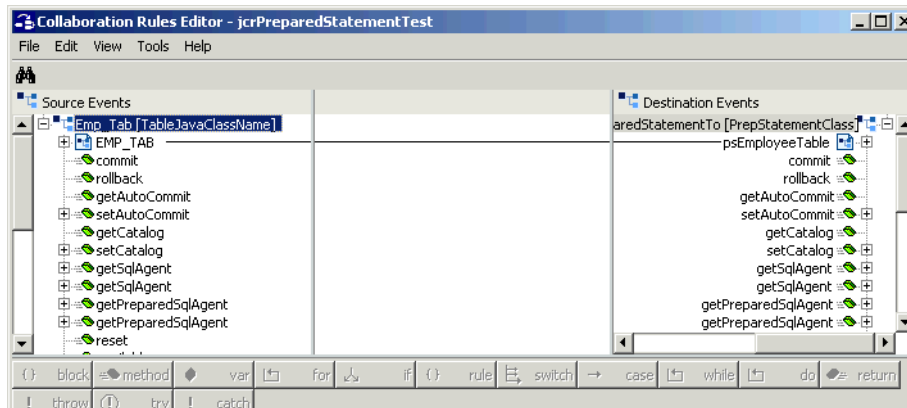 Collaboration Rules Editor - jcrPreparedStatementTest
File Edit View Tools Help
Source Events
Destination Events
Emp_Tab [TableJavaClassName]
aredStatementTo [PrepStatementClass]
EMP_TAB
psEmployeeTable
commit
commit
rollback
rollback
getAutoCommit
getAutoCommit
setAutoCommit
setAutoCommit
getCatalog
getCatalog
setCatalog
setCatalog
getSqlAgent
getSqlAgent
getSqlAgent
getSqlAgent
getPreparedSqlAgent
getPreparedSqlAgent
getPreparedSqlAgent
getPreparedSqlAgent
reset
{} block method var for if {} rule switch case while do return
! throw try ! catch